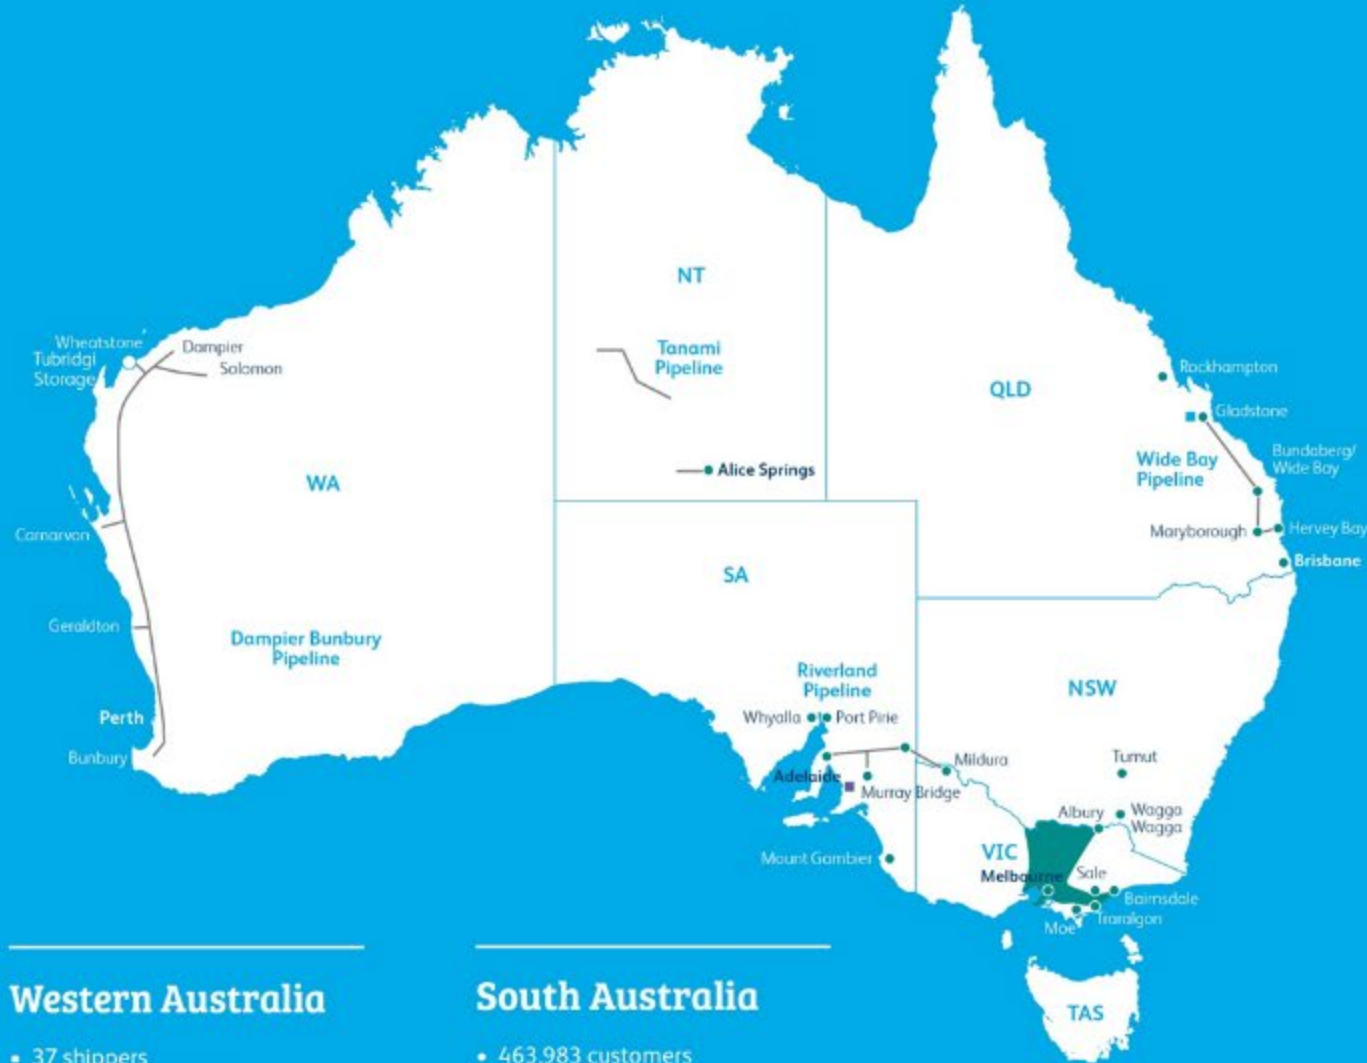 NT
Tanami
Pipeline
Alice Springs
Wheatstone
Tubridgi
Storage
Dampier
Solomon
WA
Carnarvon
Geraldton
Dampier Bunbury
Pipeline
Perth
Bunbury
QLD
Rockhampton
Gladstone
Wide Bay
Pipeline
Bundaberg/
Wide Bay
Maryborough
Hervey Bay
Brisbane
SA
Riverland
Pipeline
Whyalla
Port Pirie
Adelaide
Murray Bridge
Mildura
Mount Gambier
NSW
Tumut
Albury
Wagga
Wagga
VIC
Melbourne
Sale
Bairnsdale
Traralgon
Moe
TAS
Western Australia
• 37 shippers
South Australia
• 463,983 customers